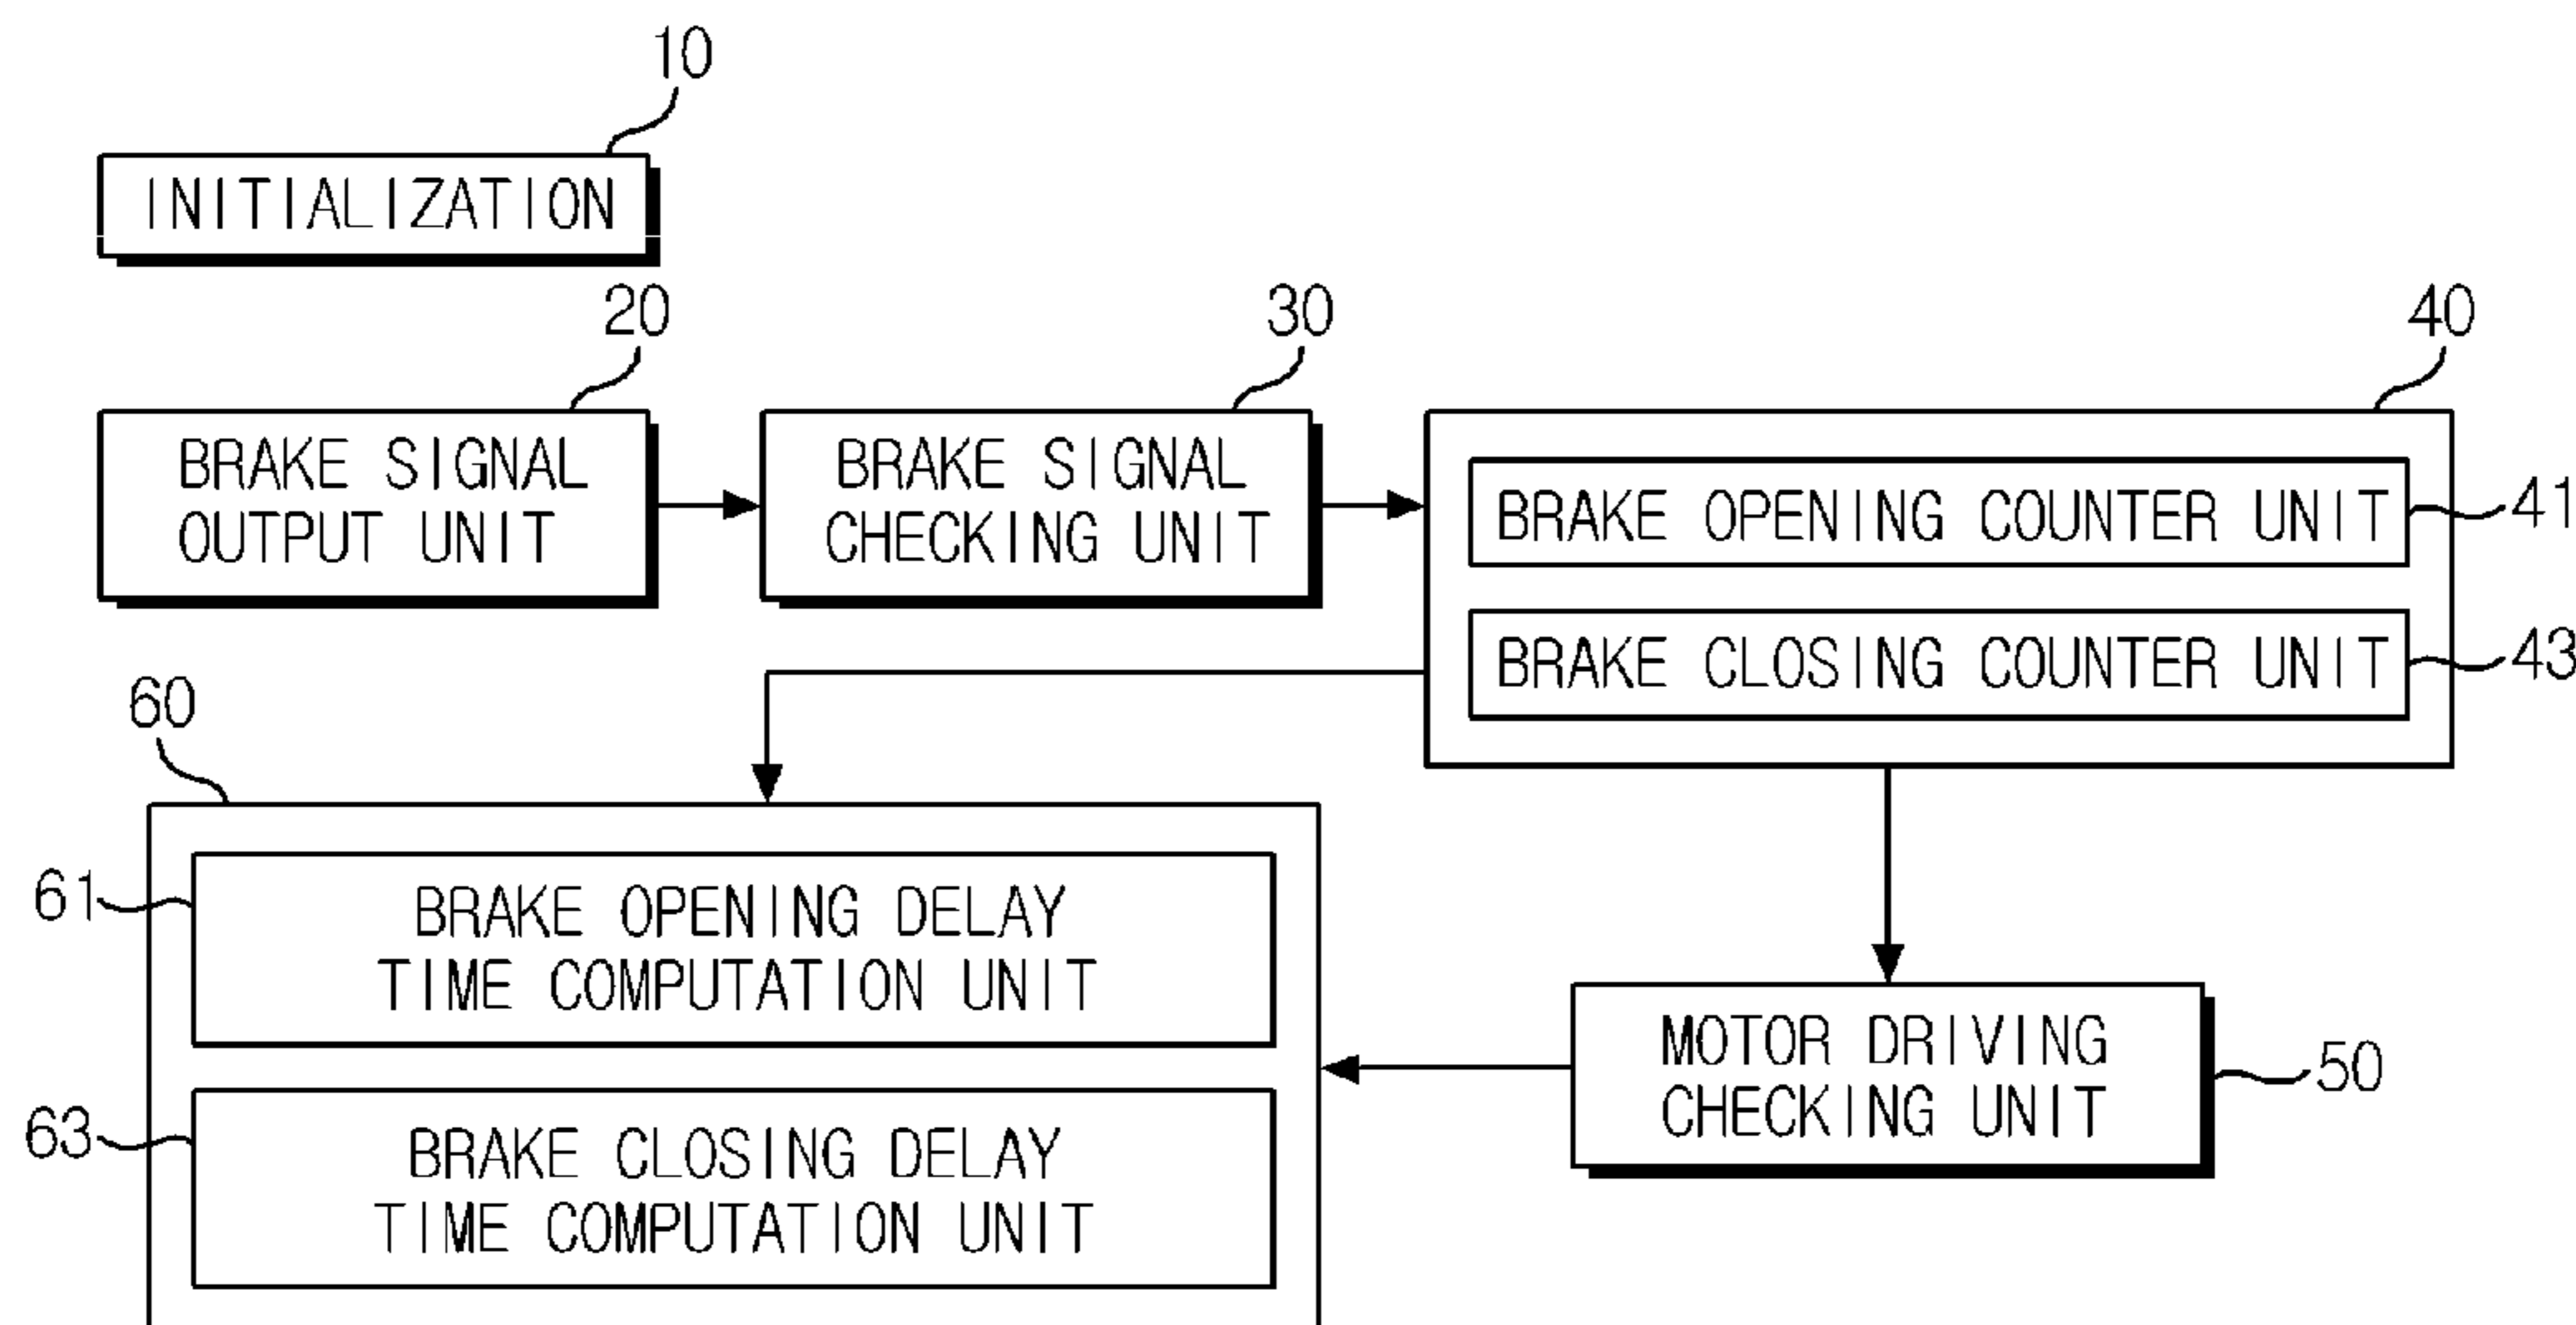 10
INITIALIZATION
20
30
40
BRAKE SIGNAL
OUTPUT UNIT
BRAKE SIGNAL
CHECKING UNIT
BRAKE OPENING COUNTER UNIT
41
BRAKE CLOSING COUNTER UNIT
43
60
61
BRAKE OPENING DELAY
TIME COMPUTATION UNIT
MOTOR DRIVING
CHECKING UNIT
50
63
BRAKE CLOSING DELAY
TIME COMPUTATION UNIT